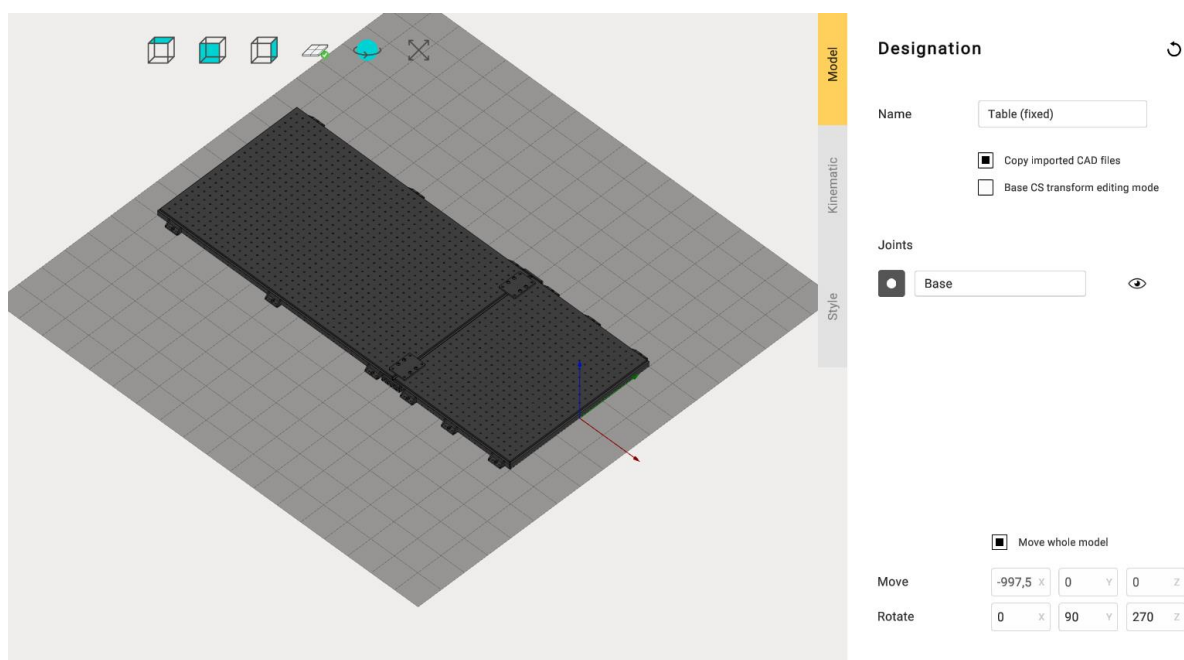 Model
Kinematic
Style
Designation
Name
Table (fixed)
Copy imported CAD files
Base CS transform editing mode
Joints
Base
Move whole model
Move
-997,5 X
0 Y
0 Z
Rotate
0 X
90 Y
270 Z